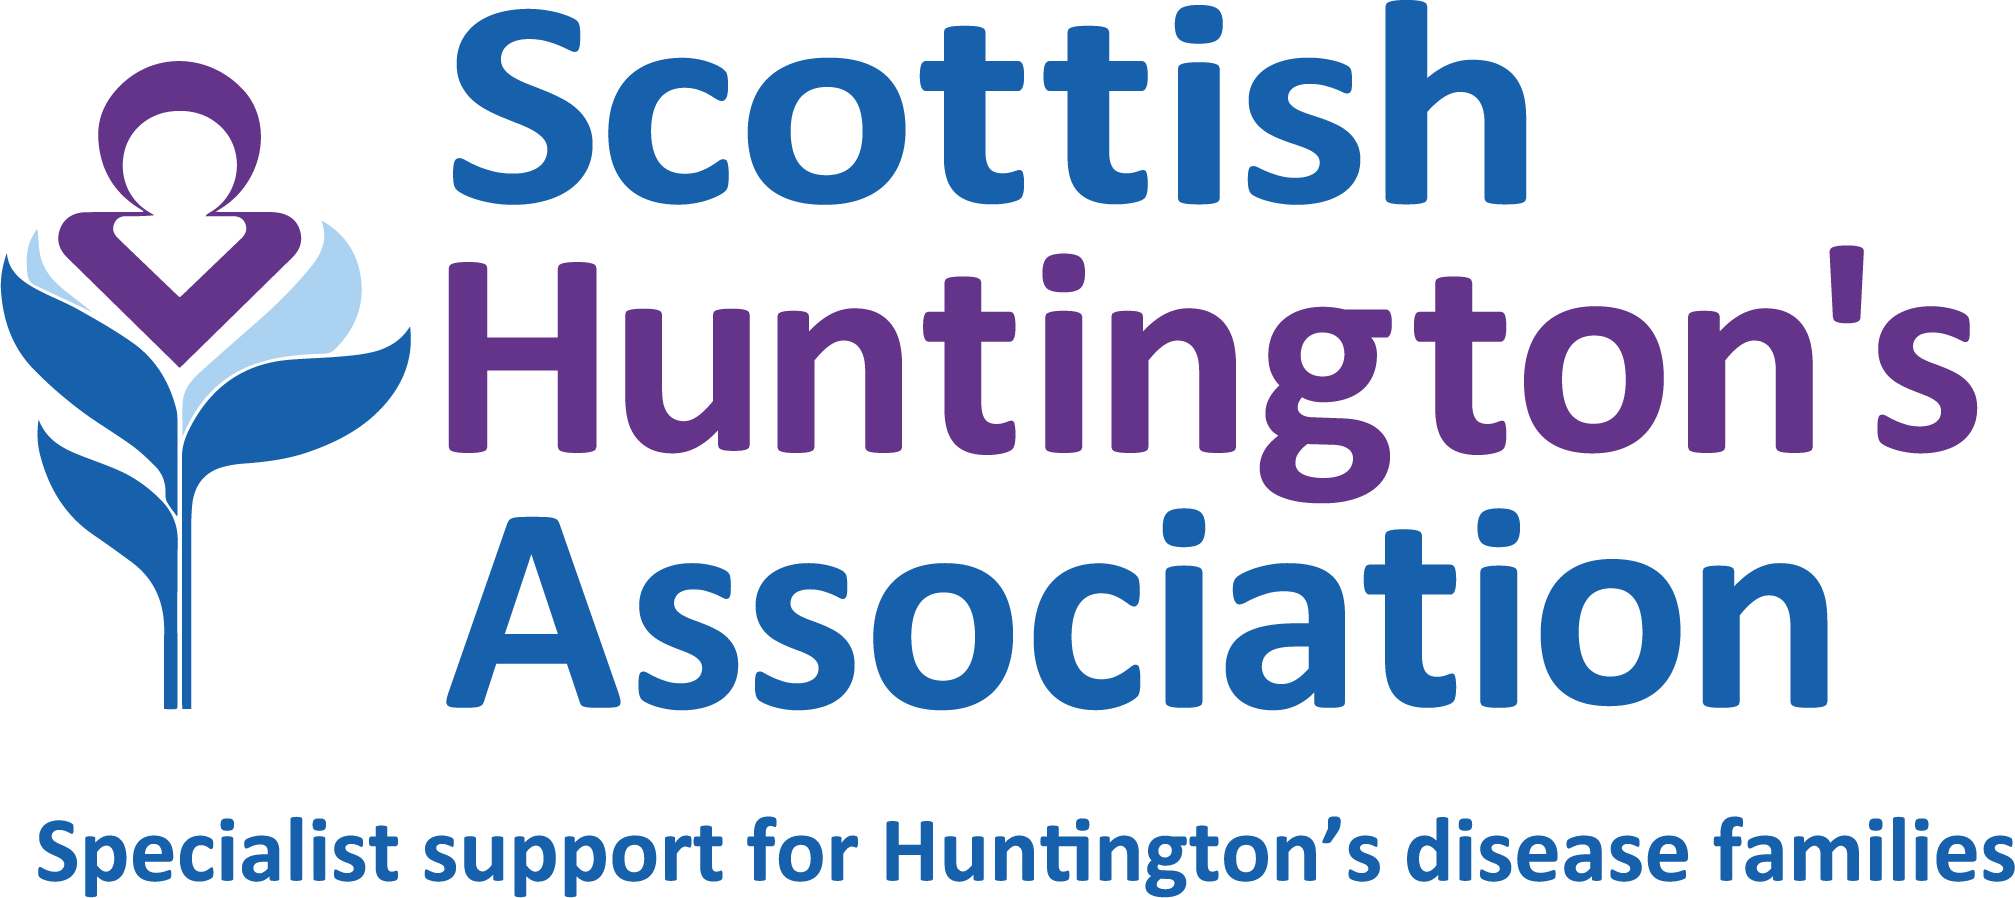 Scottish
Huntington's
Association
Specialist support for Huntington’s disease families